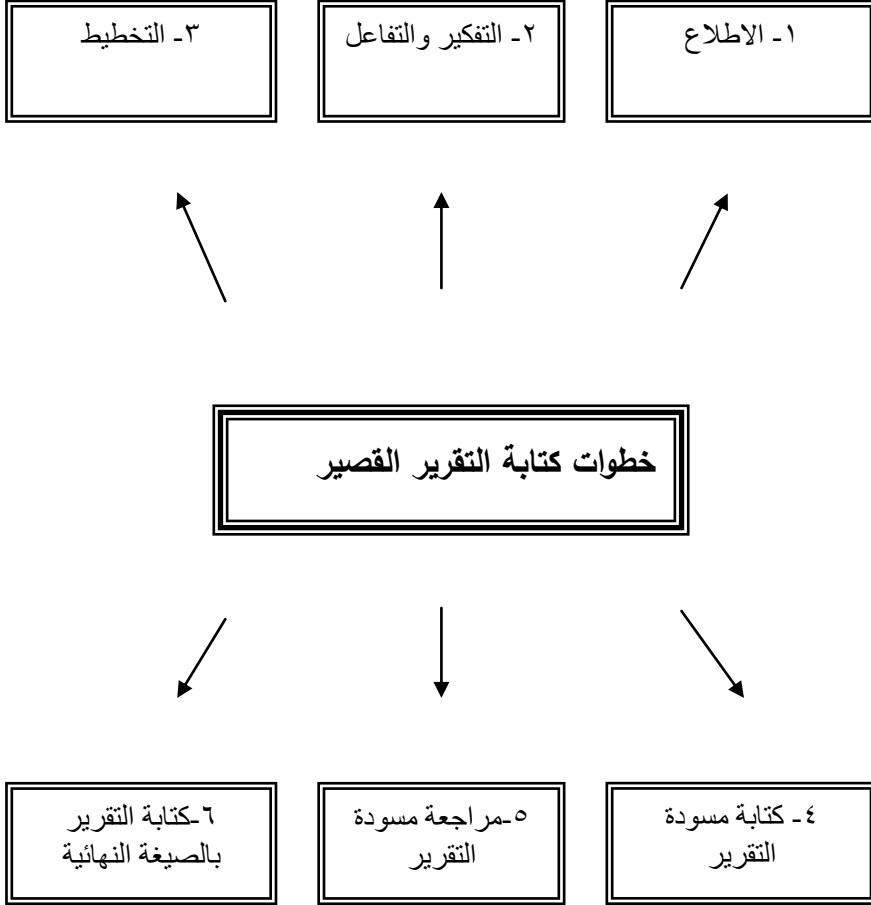 ١- الاطلاع
٢- التفكير والتفاعل
٣- التخطيط
خطوات كتابة التقرير القصير
٤- كتابة مسودة
التقرير
٥-مراجعة مسودة
التقرير
٦-كتابة التقرير
بالصيغة النهائية